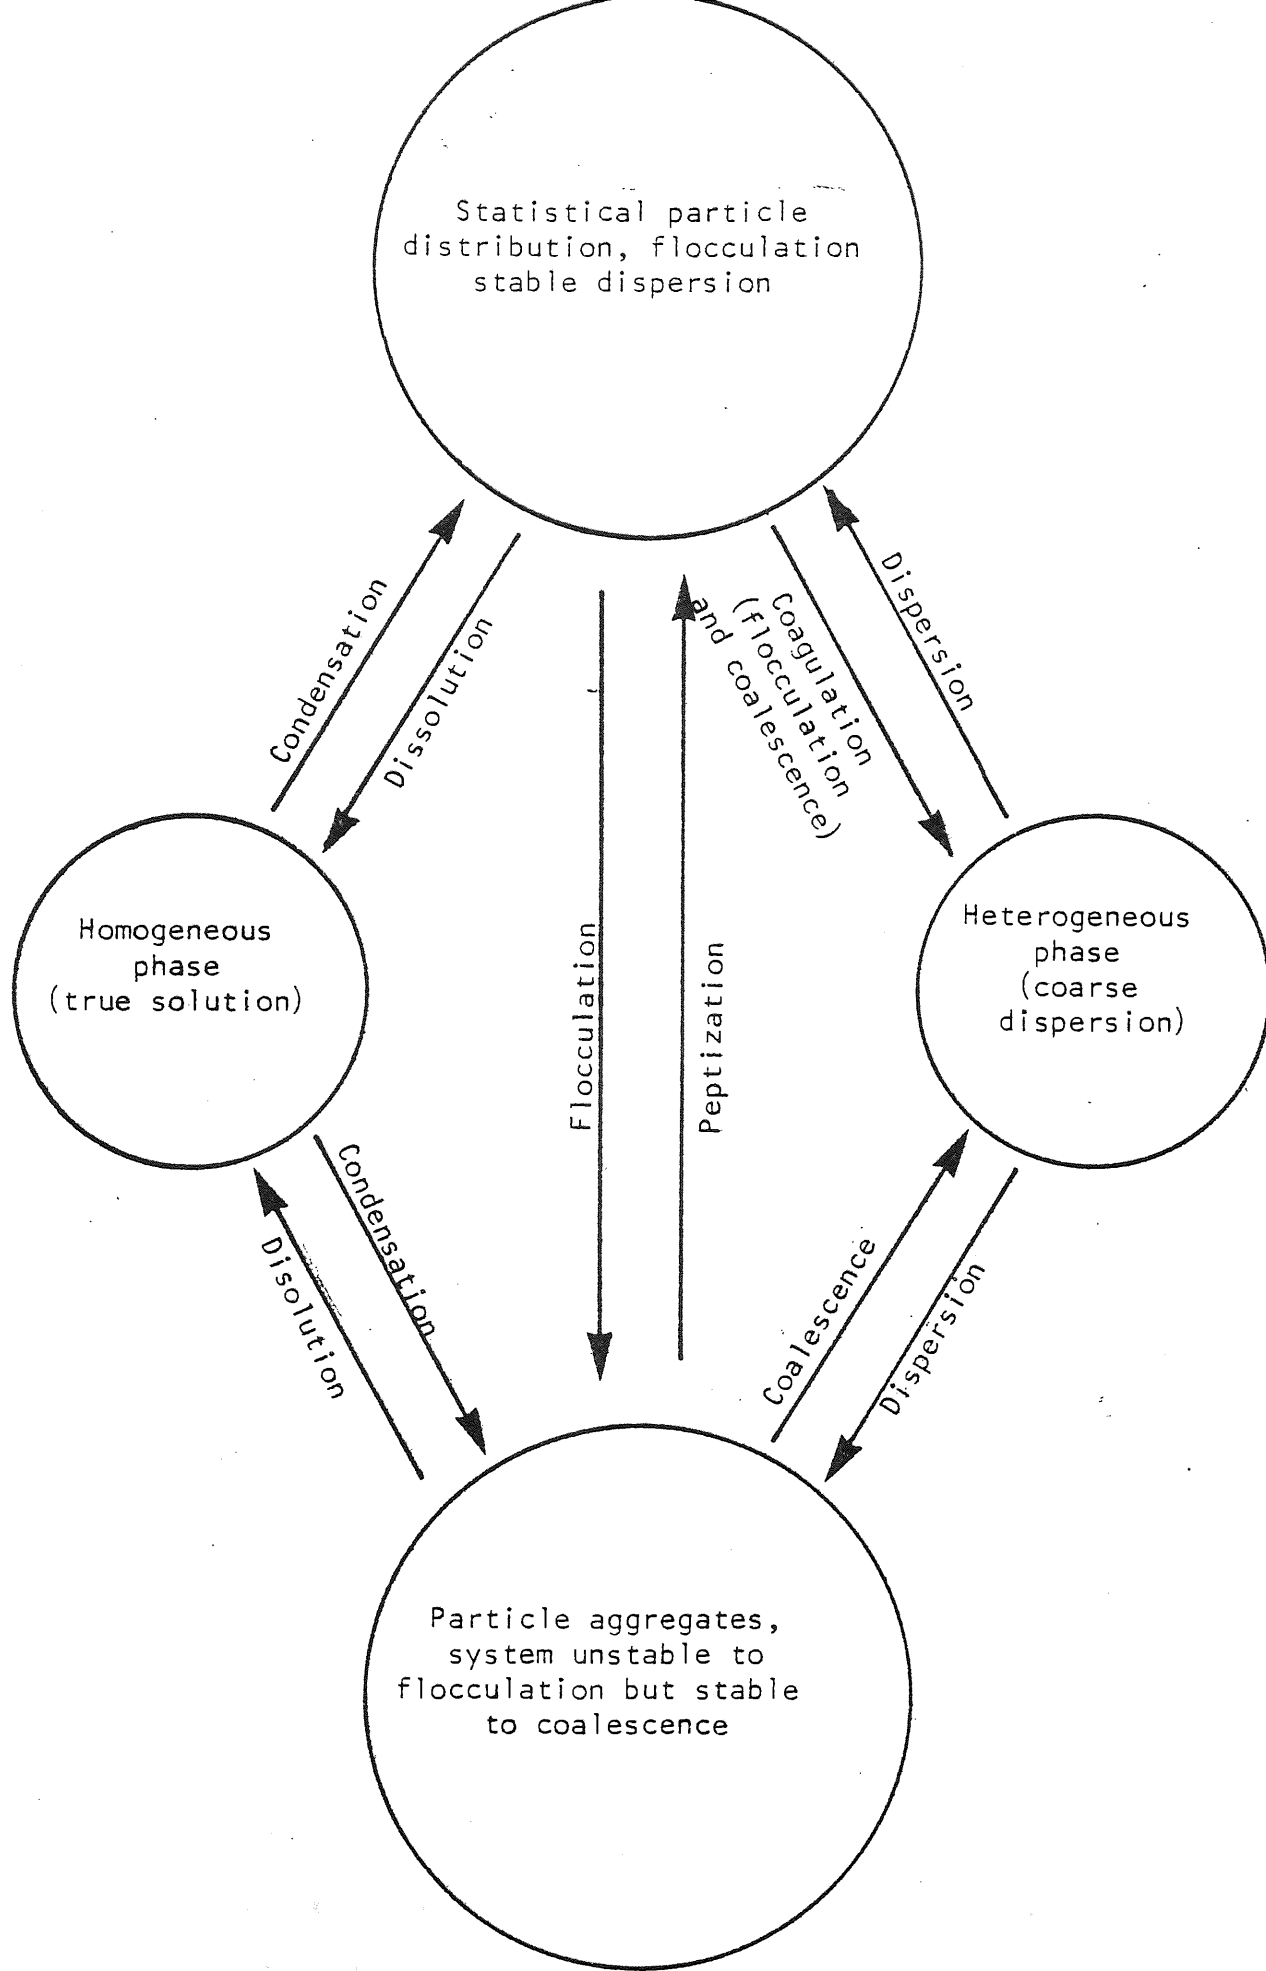 Statistical particle
distribution, flocculation
stable dispersion
Condensation
Dissolution
Coagulation
(flocculation
and coalescence)
Dispersion
Homogeneous
phase
(true solution)
Flocculation
Peptization
Heterogeneous
phase
(coarse
dispersion)
Disolution
Condensation
Coalescence
Dispersion
Particle aggregates,
system unstable to
flocculation but stable
to coalescence